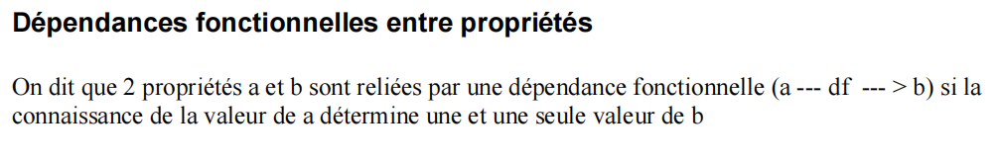 Dépendances fonctionnelles entre propriétés
On dit que 2 propriétés a et b sont reliées par une dépendance fonctionnelle (a --- df --- > b) si la
connaissance de la valeur de a détermine une et une seule valeur de b